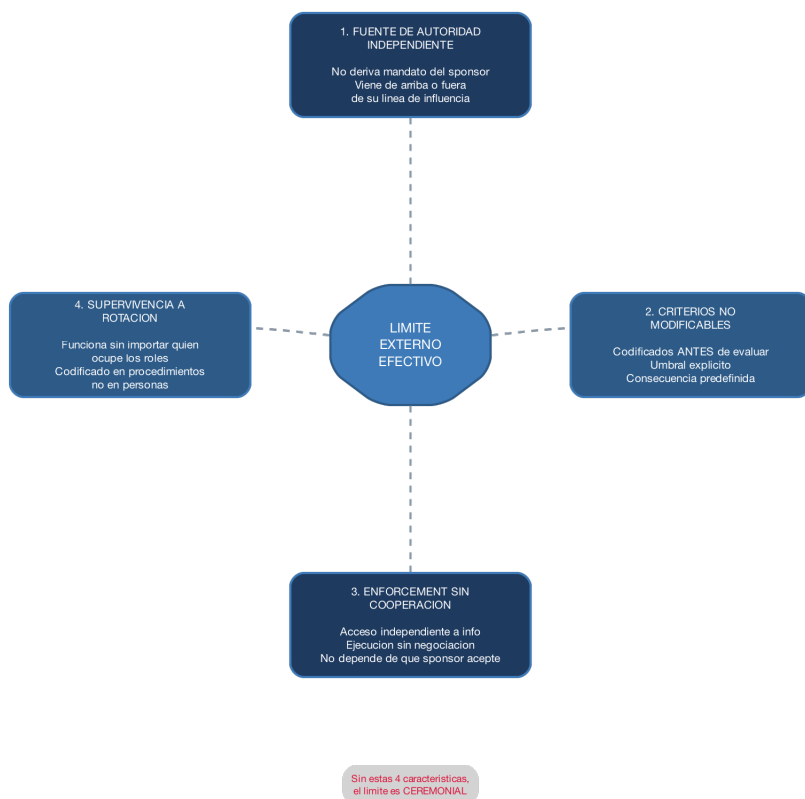 1. FUENTE DE AUTORIDAD
INDEPENDIENTE
No deriva mandato del sponsor
Viene de arriba o fuera
de su linea de influencia
4. SUPERVIVENCIA A
ROTACION
Funciona sin importar quien
ocupe los roles
Codificado en procedimientos
no en personas
LIMITE
EXTERNO
EFECTIVO
2. CRITERIOS NO
MODIFICABLES
Codificados ANTES de evaluar
Umbral explicito
Consecuencia predefinida
3. ENFORCEMENT SIN
COOPERACION
Acceso independiente a info
Ejecucion sin negociacion
No depende de que sponsor acepte
Sin estas 4 caracteristicas,
el limite es CEREMONIAL